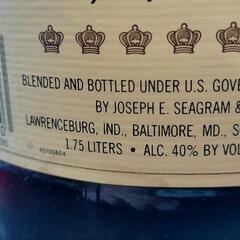 BLENDED AND BOTTLED UNDER U.S. GOVE
BY JOSEPH E. SEAGRAM &
LAWRENCEBURG, IND., BALTIMORE, MD., S
1.75 LITERS • ALC. 40% BY VOL
45100604